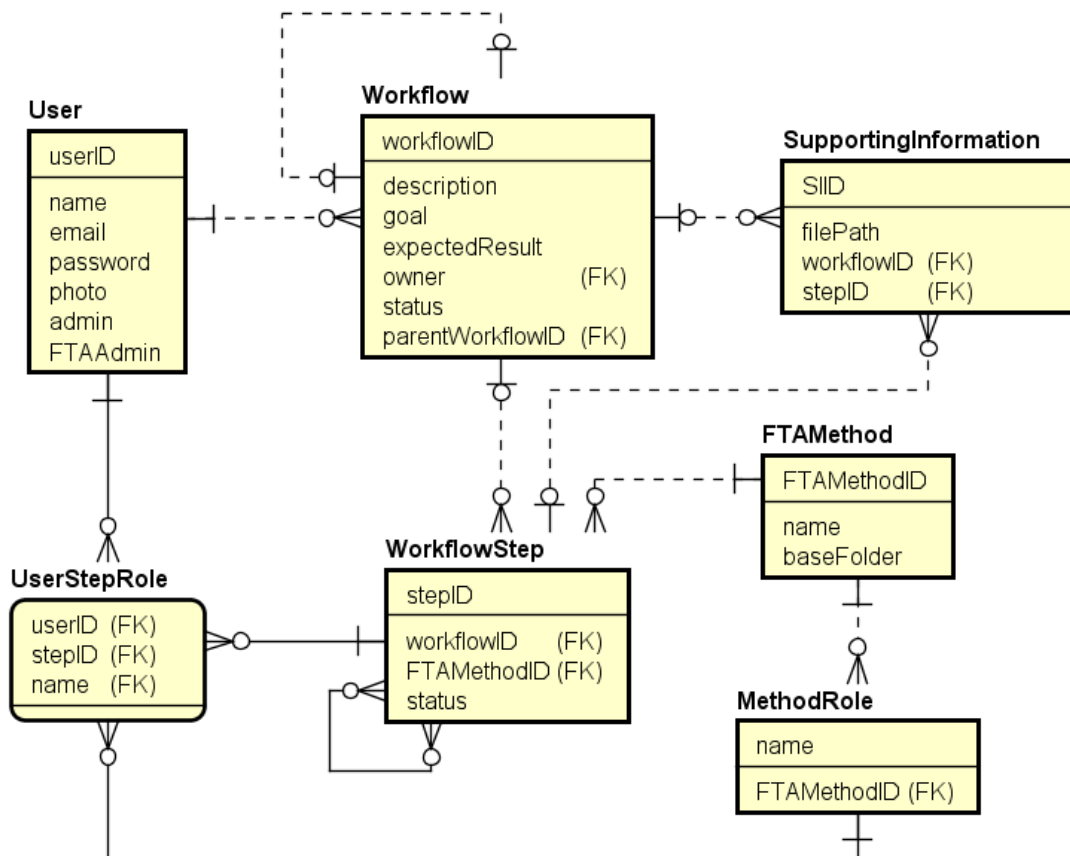 User
userID
name
email
password
photo
admin
FTAAdmin
Workflow
workflowID
description
goal
expectedResult
owner (FK)
status
parentWorkflowID (FK)
SupportingInformation
SIID
filePath
workflowID (FK)
stepID (FK)
FTAMethod
FTAMethodID
name
baseFolder
UserStepRole
userID (FK)
stepID (FK)
name (FK)
WorkflowStep
stepID
workflowID (FK)
FTAMethodID (FK)
status
MethodRole
name
FTAMethodID (FK)